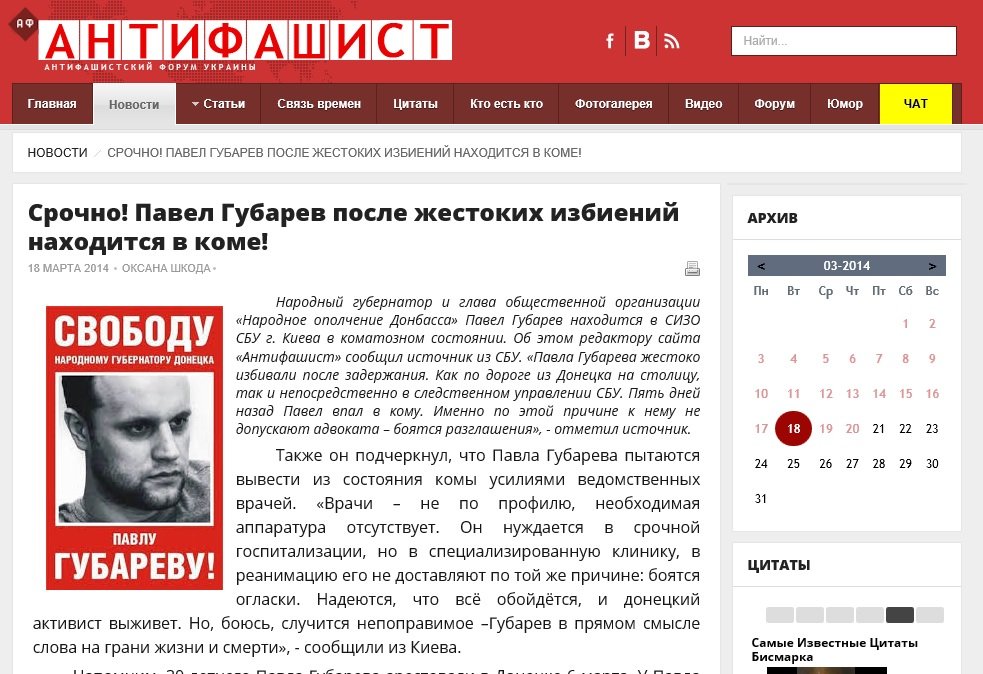 АФ
АНТИФАШИСТ
АНТИФАШИСТСКИЙ ФОРУМ УКРАИНЫ
f B
Найти...
Главная Новости Статьи Связь времен Цитаты Кто есть кто Фотогалерея Видео Форум Юмор ЧАТ
НОВОСТИ / СРОЧНО! ПАВЕЛ ГУБАРЕВ ПОСЛЕ ЖЕСТОКИХ ИЗБИЕНИЙ НАХОДИТСЯ В КОМЕ!
Срочно! Павел Губарев после жестоких избиений
находится в коме!
18 МАРТА 2014 • ОКСАНА ШКОДА •
СВОБОДУ
НАРОДНОМУ ГУБЕРНАТОРУ ДОНЕЦКА
ПАВЛУ
ГУБАРЕВУ!
Народный губернатор и глава общественной организации
«Народное ополчение Донбасса» Павел Губарев находится в СИЗО
СБУ г. Киева в коматозном состоянии. Об этом редактору сайта
«Антифашист» сообщил источник из СБУ. «Павла Губарева жестоко
избивали после задержания. Как по дороге из Донецка на столицу,
так и непосредственно в следственном управлении СБУ. Пять дней
назад Павел впал в кому. Именно по этой причине к нему не
допускают адвоката – боятся разглашения», - отметил источник.
Также он подчеркнул, что Павла Губарева пытаются
вывести из состояния комы усилиями ведомственных
врачей. «Врачи – не по профилю, необходимая
аппаратура отсутствует. Он нуждается в срочной
госпитализации, но в специализированную клинику, в
реанимацию его не доставляют по той же причине: боятся
огласки. Надеются, что всё обойдётся, и донецкий
активист выживет. Но, боюсь, случится непоправимое –Губарев в прямом смысле
слова на грани жизни и смерти», - сообщили из Киева.
АРХИВ
< 03-2014 >
Пн Вт Ср Чт Пт Сб Вс
1 2
3 4 5 6 7 8 9
10 11 12 13 14 15 16
17 18 19 20 21 22 23
24 25 26 27 28 29 30
31
ЦИТАТЫ
Самые Известные Цитаты
Бисмарка